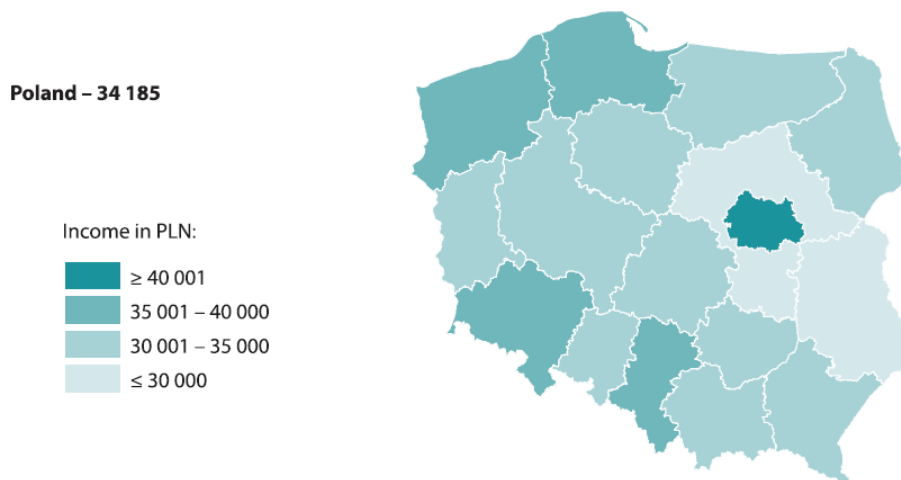 Poland – 34 185
Income in PLN:
≥ 40 001
35 001 – 40 000
30 001 – 35 000
≤ 30 000